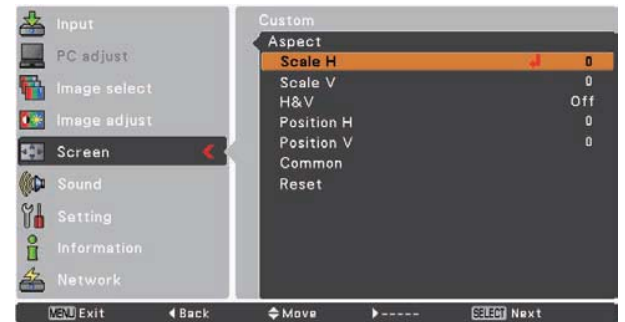 Input
PC adjust
Image select
Image adjust
Screen
Sound
Setting
Information
Network
Custom
Aspect
Scale H 0
Scale V 0
H&V Off
Position H 0
Position V 0
Common
Reset
MENU Exit Back Move ----- SELECT Next